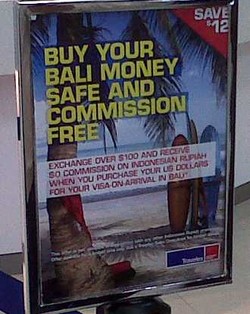 SAVE
$12
BUY YOUR
BALI MONEY
SAFE AND
COMMISSION
FREE
EXCHANGE OVER $100 AND RECEIVE
$0 COMMISSION ON INDONESIAN RUPIAH
WHEN YOU PURCHASE YOUR US DOLLARS
FOR YOUR VISA-ON-ARRIVAL IN BALI*
Travelex